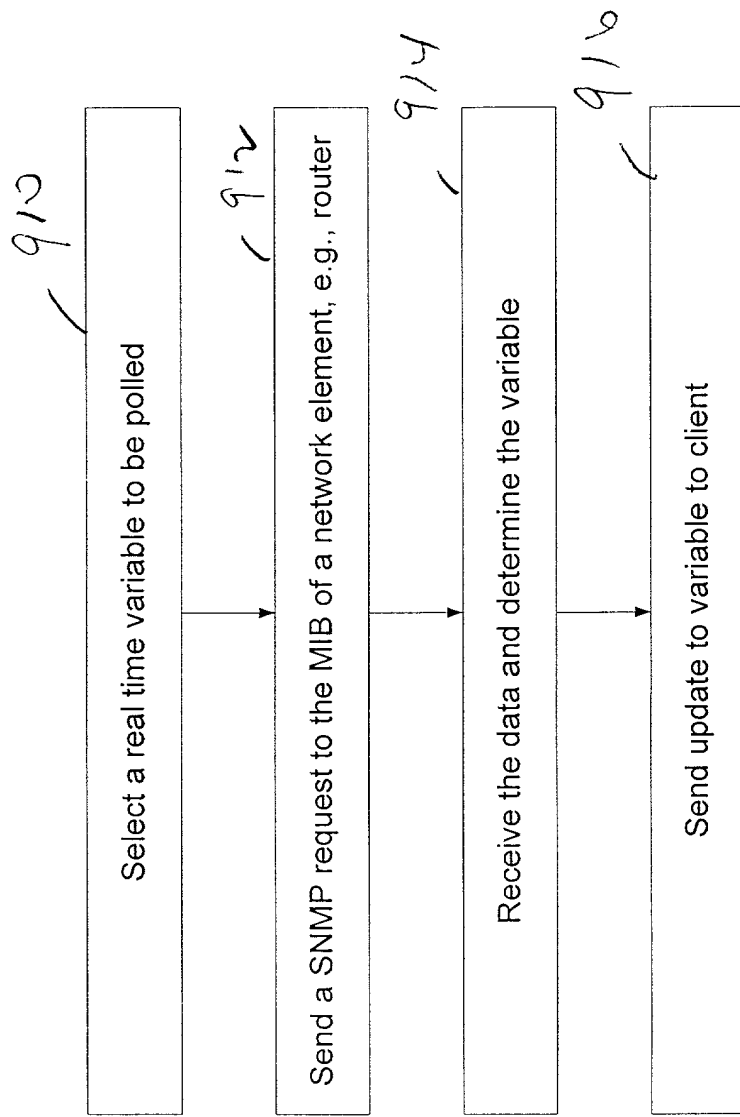 910
Select a real time variable to be polled
912
Send a SNMP request to the MIB of a network element, e.g., router
914
Receive the data and determine the variable
916
Send update to variable to client